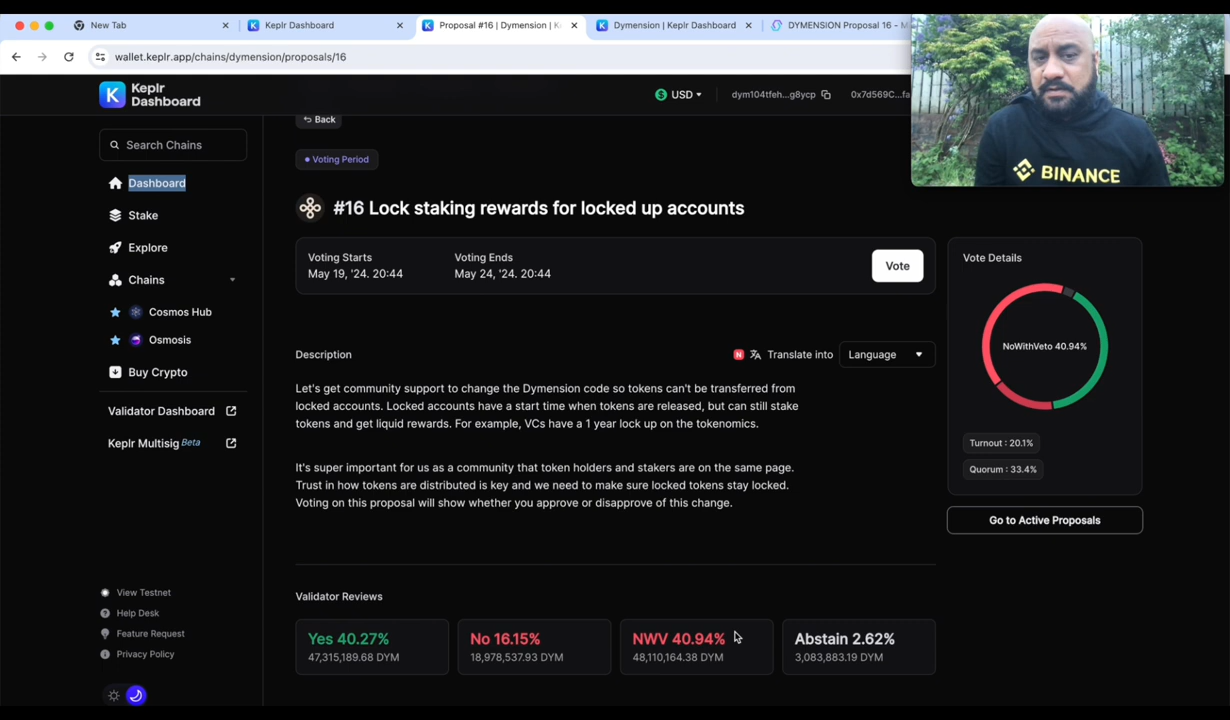 New Tab
Keplr Dashboard
Proposal #16 | Dymension | K
Dymension | Keplr Dashboard
DYMENSION Proposal 16 - M
wallet.keplr.app/chains/dymension/proposals/16
Keplr
Dashboard
USD
dym104tfeh...g8ycp
0x7d569C...fa
BINANCE
Search Chains
Dashboard
Stake
Explore
Chains
Cosmos Hub
Osmosis
Buy Crypto
Validator Dashboard
Keplr Multisig Beta
View Testnet
Help Desk
Feature Request
Privacy Policy
Back
Voting Period
#16 Lock staking rewards for locked up accounts
Voting Starts
May 19, '24. 20:44
Voting Ends
May 24, '24. 20:44
Vote
Description
N
Translate into
Language
Let's get community support to change the Dymension code so tokens can't be transferred from
locked accounts. Locked accounts have a start time when tokens are released, but can still stake
tokens and get liquid rewards. For example, VCs have a 1 year lock up on the tokenomics.
It's super important for us as a community that token holders and stakers are on the same page.
Trust in how tokens are distributed is key and we need to make sure locked tokens stay locked.
Voting on this proposal will show whether you approve or disapprove of this change.
Validator Reviews
Yes 40.27%
47,315,189.68 DYM
No 16.15%
18,978,537.93 DYM
NWV 40.94%
48,110,164.38 DYM
Abstain 2.62%
3,083,883.19 DYM
Vote Details
NoWithVeto 40.94%
Turnout : 20.1%
Quorum : 33.4%
Go to Active Proposals